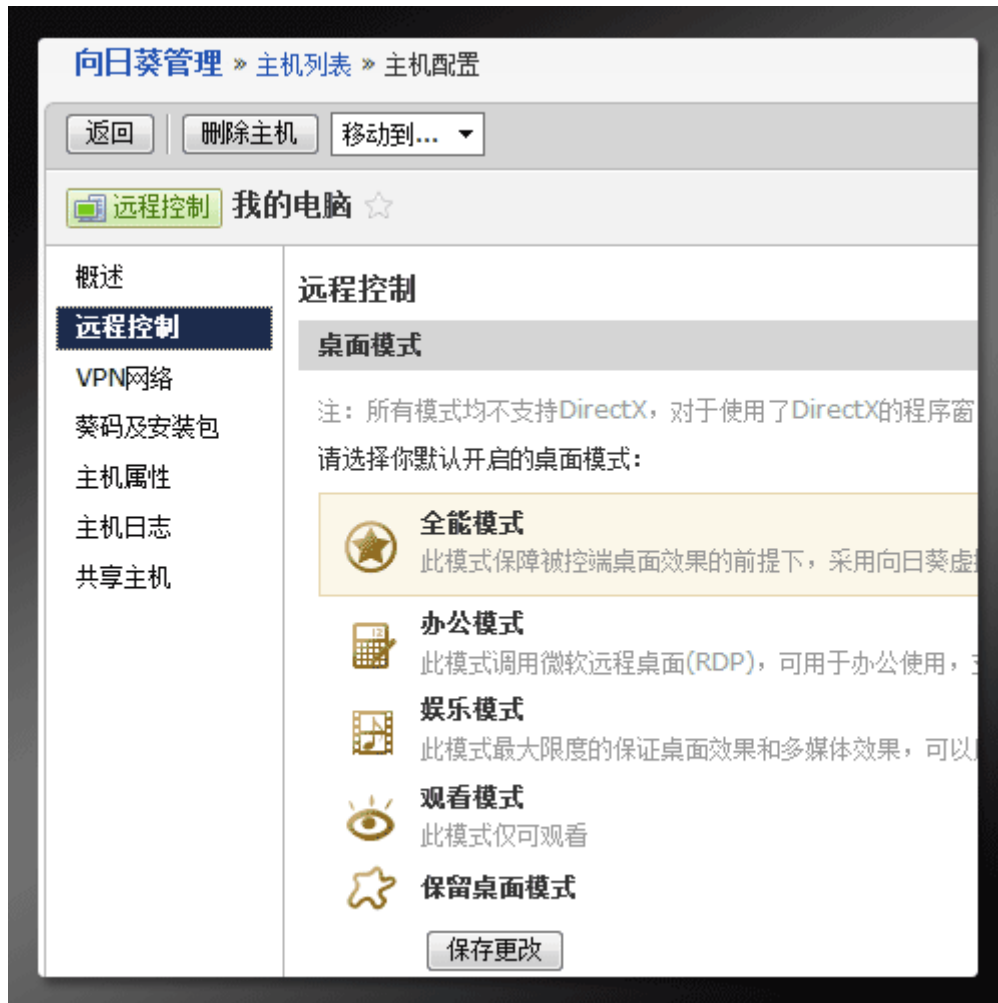 向日葵管理 » 主机列表 » 主机配置
返回 删除主机 移动到...
远程控制 我的电脑
概述
远程控制
VPN网络
葵码及安装包
主机属性
主机日志
共享主机
远程控制
桌面模式
注：所有模式均不支持DirectX，对于使用了DirectX的程序窗
请选择你默认开启的桌面模式：
全能模式
此模式保障被控端桌面效果的前提下，采用向日葵虚
办公模式
此模式调用微软远程桌面(RDP)，可用于办公使用，
娱乐模式
此模式最大限度的保证桌面效果和多媒体效果，可以
观看模式
此模式仅可观看
保留桌面模式
保存更改